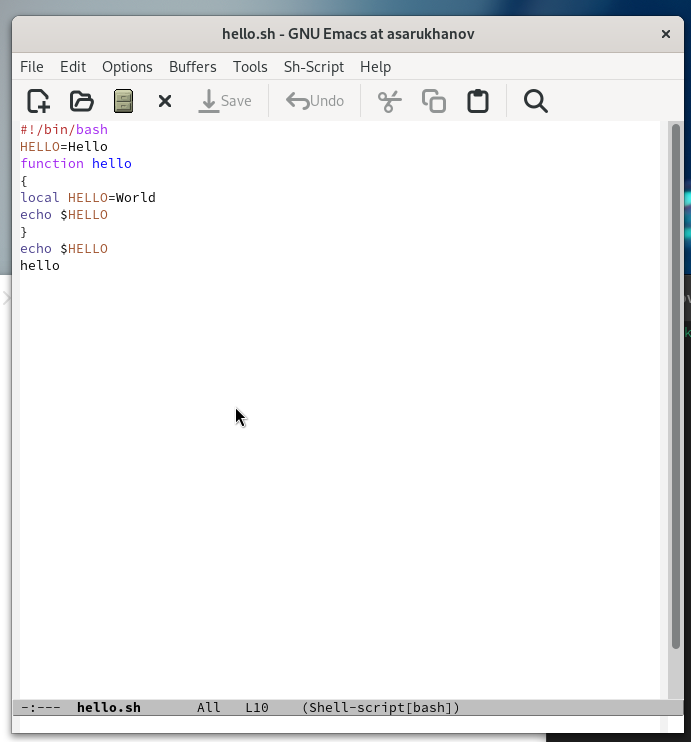 hello.sh - GNU Emacs at asarukhanov
File Edit Options Buffers Tools Sh-Script Help
Save Undo
#!/bin/bash
HELLO=Hello
function hello
{
local HELLO=World
echo $HELLO
}
echo $HELLO
hello
-:--- hello.sh All L10 (Shell-script[bash])